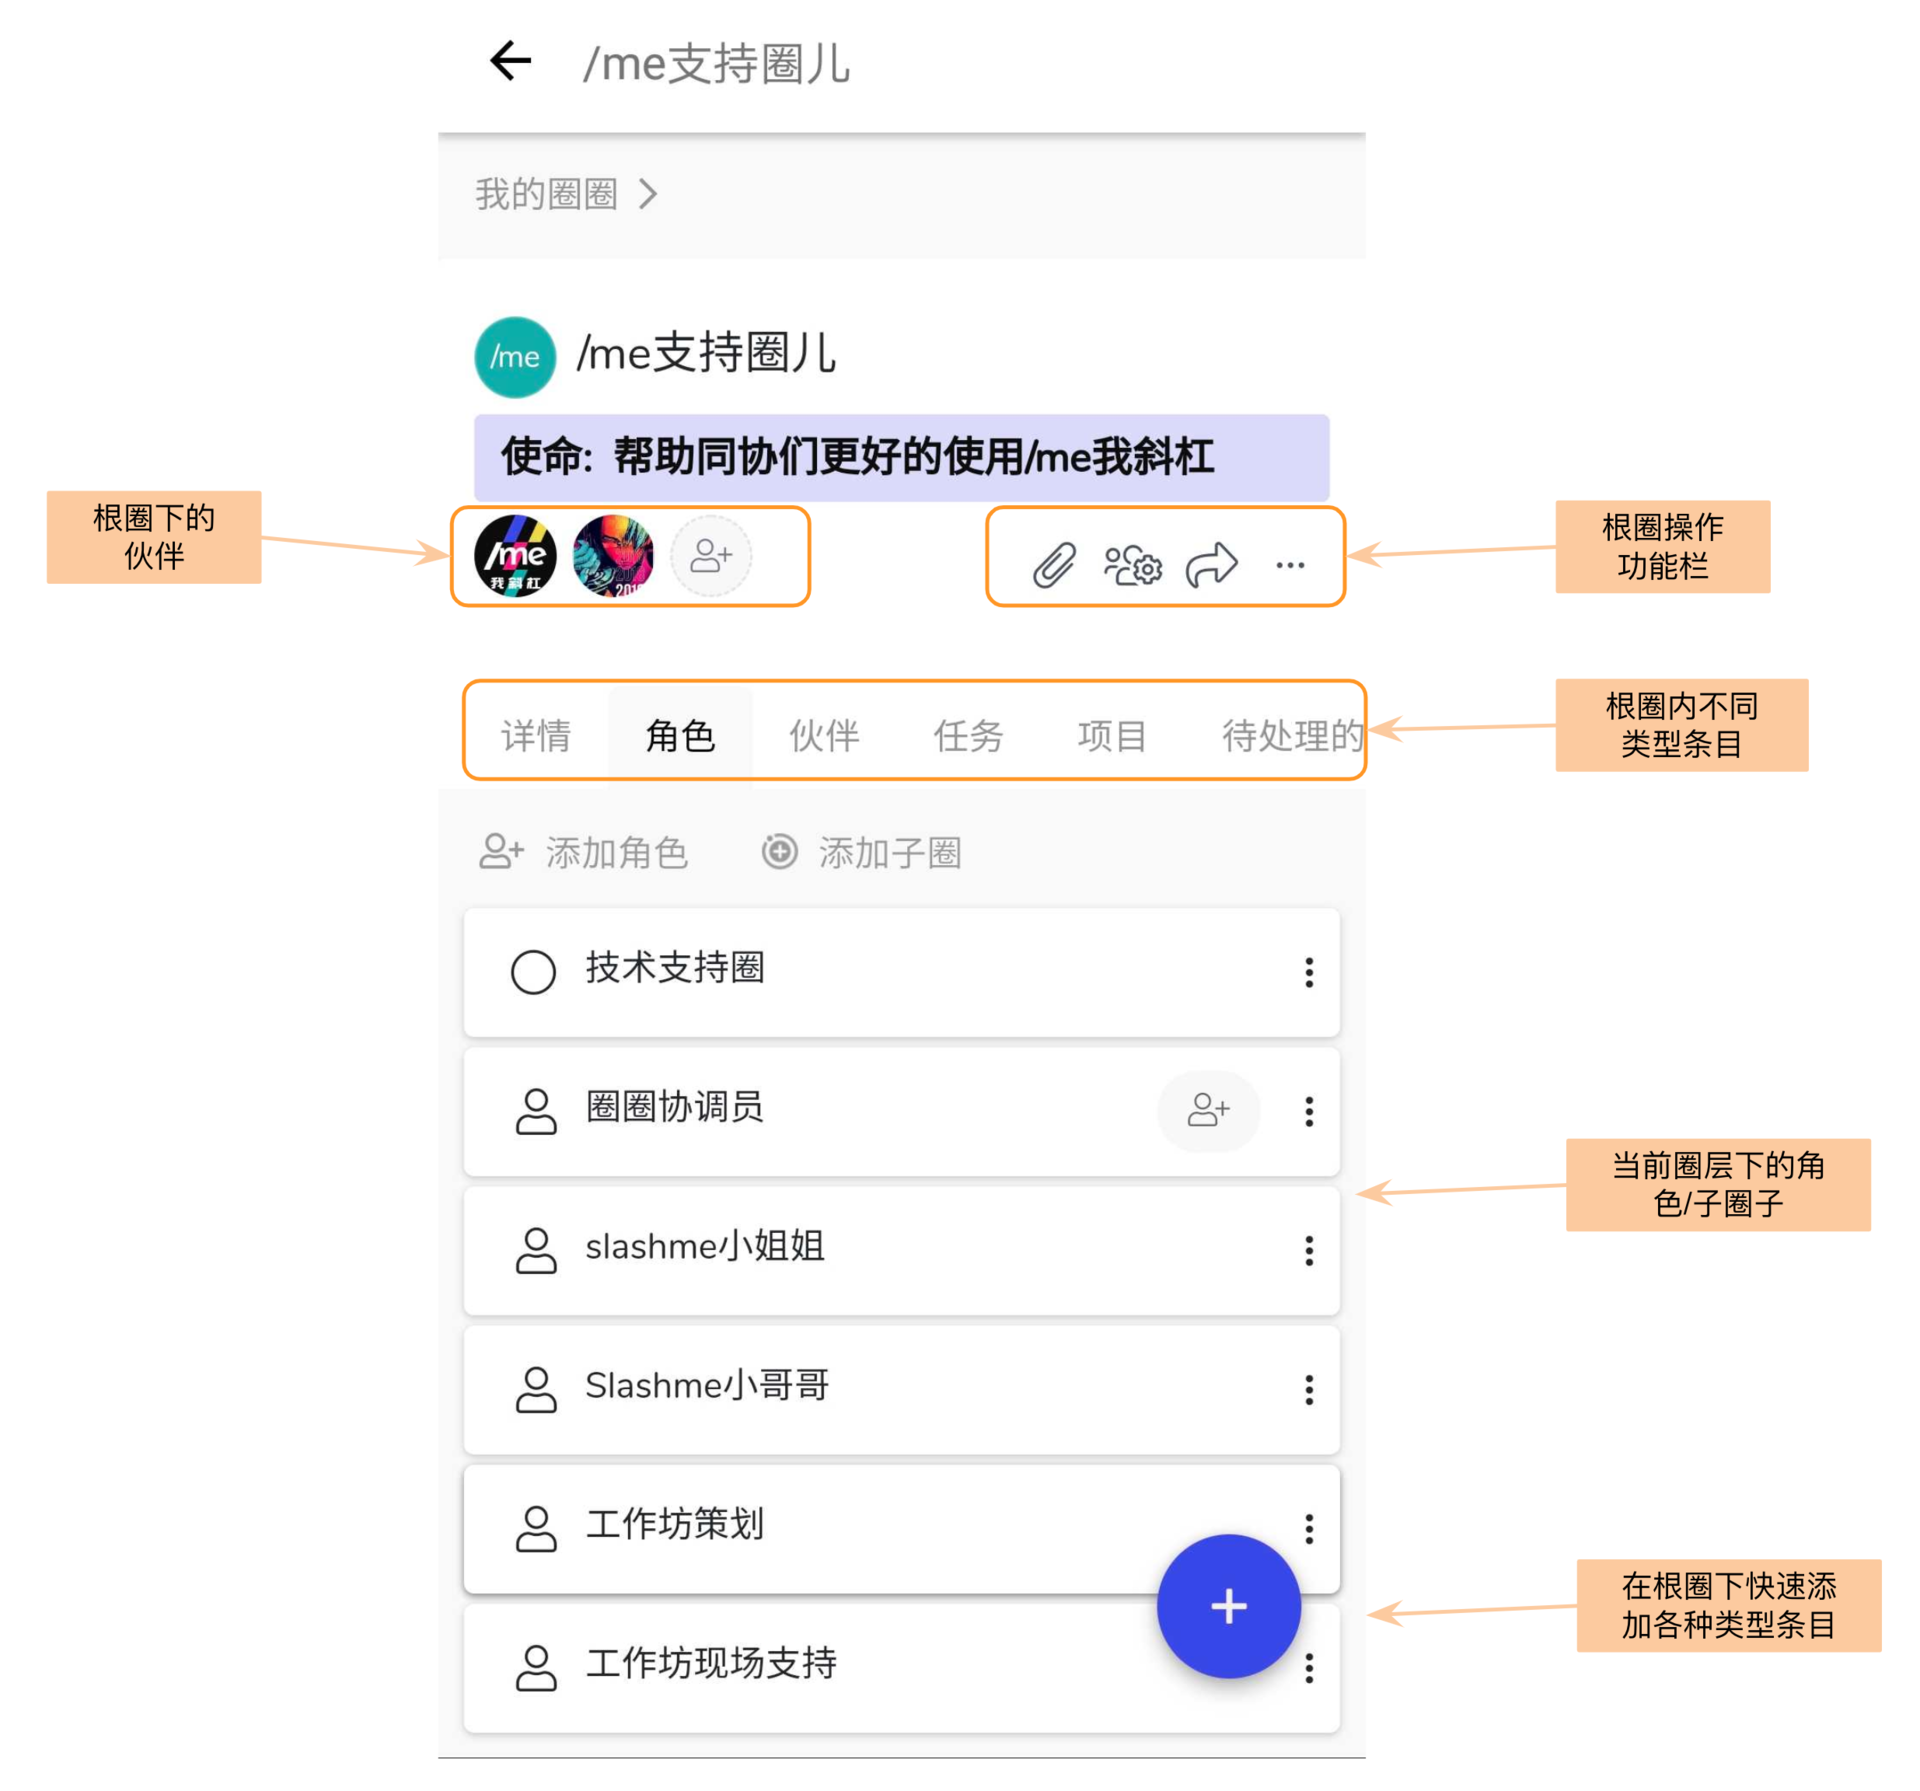 /me支持圈儿
我的圈圈
/me
/me支持圈儿
使命: 帮助同协们更好的使用/me我斜杠
根圈下的
伙伴
/me
我斜杠
201
根圈操作
功能栏
详情 角色 伙伴 任务 项目 待处理的
根圈内不同
类型条目
添加角色 添加子圈
技术支持圈
圈圈协调员
slashme小姐姐
当前圈层下的角
色/子圈子
Slashme小哥哥
工作坊策划
在根圈下快速添
加各种类型条目
工作坊现场支持